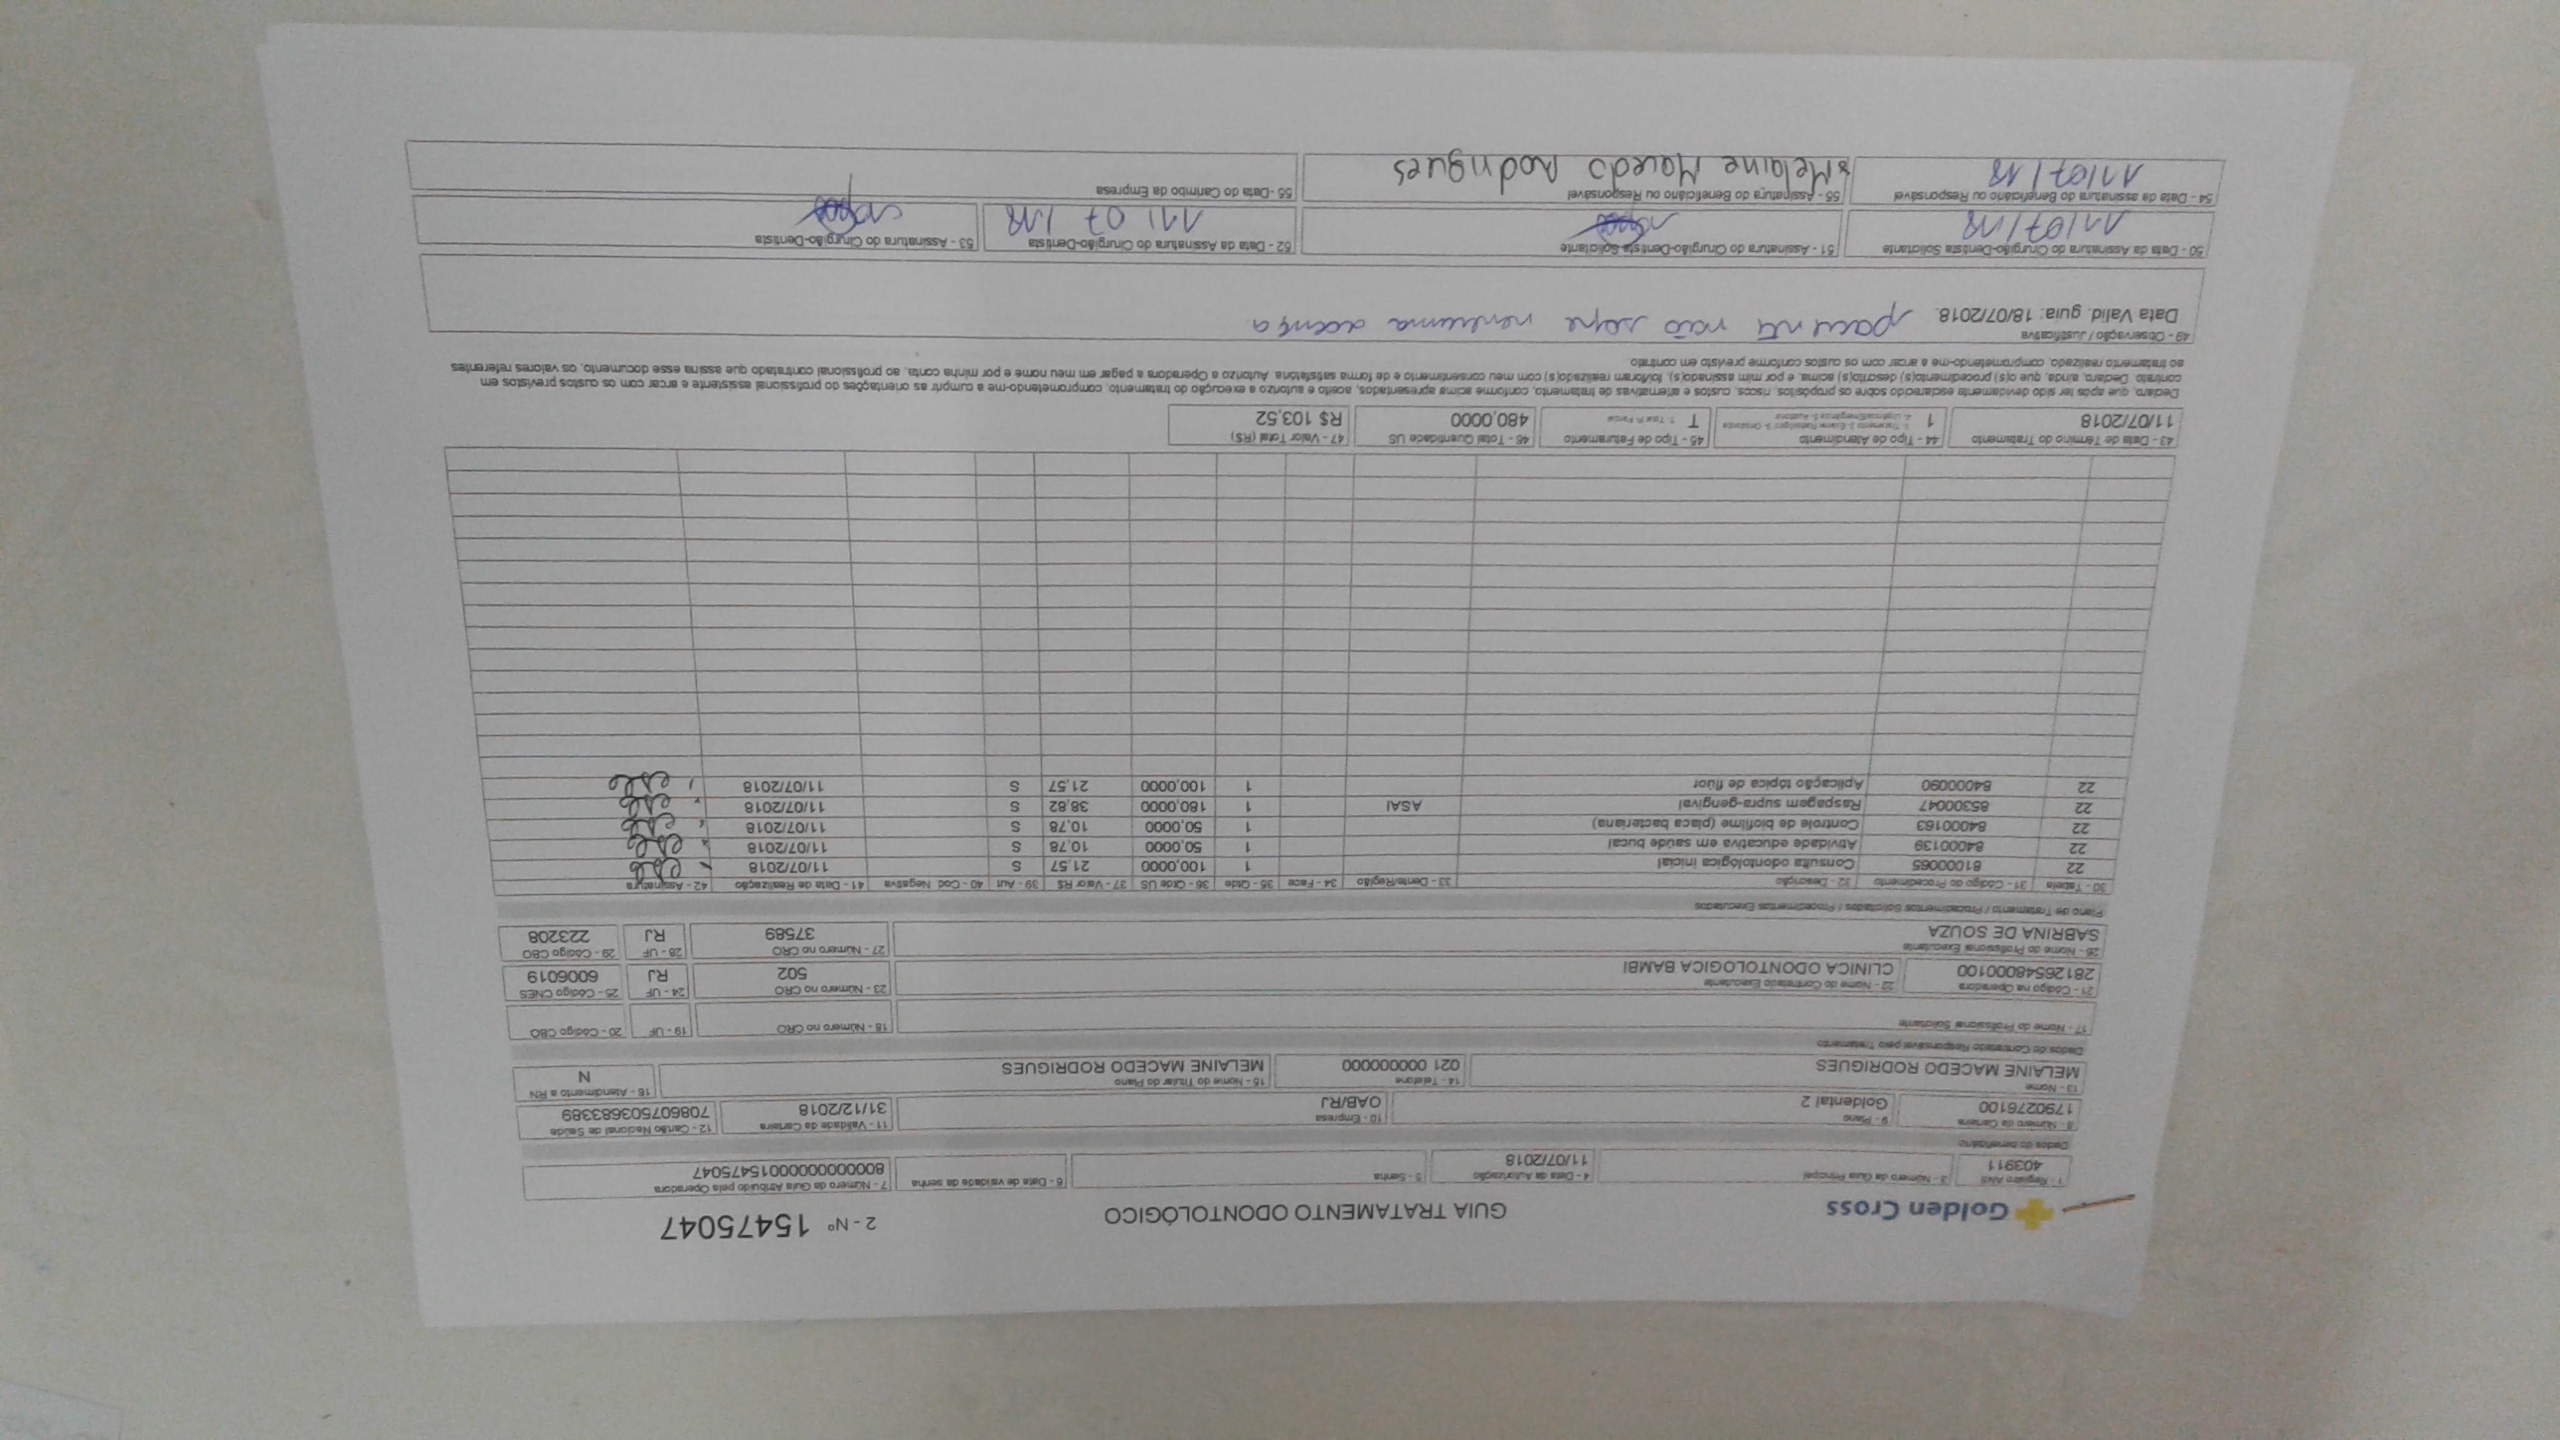 Golden Cross
GUIA TRATAMENTO ODONTOLÓGICO
2 - Nº 15475047
1 - Registro ANS 3 - Número da Guia Principal 4 - Data da Autorização 5 - Senha 6 - Data de validade da senha 7 - Número da Guia Atribuído pela Operadora
403911 11/07/2018 80000000000015475047
Dados do beneficiário
8 - Número da Carteira 9 - Plano 10 - Empresa 11 - Validade da Carteira 12 - Cartão Nacional de Saúde
1790276100 Goldental 2 OAB/RJ 31/12/2018 708607503683389
13 - Nome 14 - Telefone 15 - Nome do Titular do Plano 16 - Atendimento a RN
MELAINE MACEDO RODRIGUES 021 000000000 MELAINE MACEDO RODRIGUES N
Dados do Contratado Responsável pelo Tratamento
17 - Nome do Profissional Solicitante 18 - Número no CRO 19 - UF 20 - Código CBO
21 - Código na Operadora 22 - Nome do Contratado Executante 23 - Número no CRO 24 - UF 25 - Código CNES
28126548000100 CLINICA ODONTOLOGICA BAMBI 502 RJ 6006019
26 - Nome do Profissional Executante 27 - Número no CRO 28 - UF 29 - Código CBO
SABRINA DE SOUZA 37589 RJ 223208
Plano de Tratamento / Procedimentos Solicitados / Procedimentos Executados
30 - Tabela 31 - Código do Procedimento 32 - Descrição 33 - Dente/Região 34 - Face 35 - Qtde 36 - Qtde US 37 - Valor R$ 39 - Aut 40 - Cod. Negativa 41 - Data de Realização 42 - Assinatura
22 81000065 Consulta odontológica inicial 1 100,0000 21,57 S 11/07/2018
22 84000139 Atividade educativa em saúde bucal 1 50,0000 10,78 S 11/07/2018
22 84000163 Controle de biofilme (placa bacteriana) 1 50,0000 10,78 S 11/07/2018
22 85300047 Raspagem supra-gengival ASAI 1 180,0000 38,82 S 11/07/2018
22 84000090 Aplicação tópica de flúor 1 100,0000 21,57 S 11/07/2018
43 - Data de Término do Tratamento 44 - Tipo de Atendimento 45 - Tipo de Faturamento 46 - Total Quantidade US 47 - Valor Total (R$)
11/07/2018 1 T 480,0000 R$ 103,52
Declaro, que após ter sido devidamente esclarecido sobre os propósitos, riscos, custos e alternativas de tratamento, conforme acima apresentados, aceito e autorizo a execução do tratamento, comprometendo-me a cumprir as orientações do profissional assistente e arcar com os custos previstos em
contrato. Declaro, ainda, que o(s) procedimento(s) descrito(s) acima, e por mim assinado(s), foi/foram realizado(s) com meu consentimento e de forma satisfatória. Autorizo a Operadora a pagar em meu nome e por minha conta, ao profissional contratado que assina esse documento, os valores referentes
ao tratamento realizado, comprometendo-me a arcar com os custos conforme previsto em contrato.
49 - Observação / Justificativa
Data Valid. guia: 18/07/2018. paciente não sofre nenhuma doença.
50 - Data da Assinatura do Cirurgião-Dentista Solicitante 51 - Assinatura do Cirurgião-Dentista Solicitante 52 - Data da Assinatura do Cirurgião-Dentista 53 - Assinatura do Cirurgião-Dentista
11/07/18 11/07/18
54 - Data da assinatura do Beneficiário ou Responsável 55 - Assinatura do Beneficiário ou Responsável 55 - Data do Carimbo da Empresa
11/07/18 Melaine Macedo Rodrigues